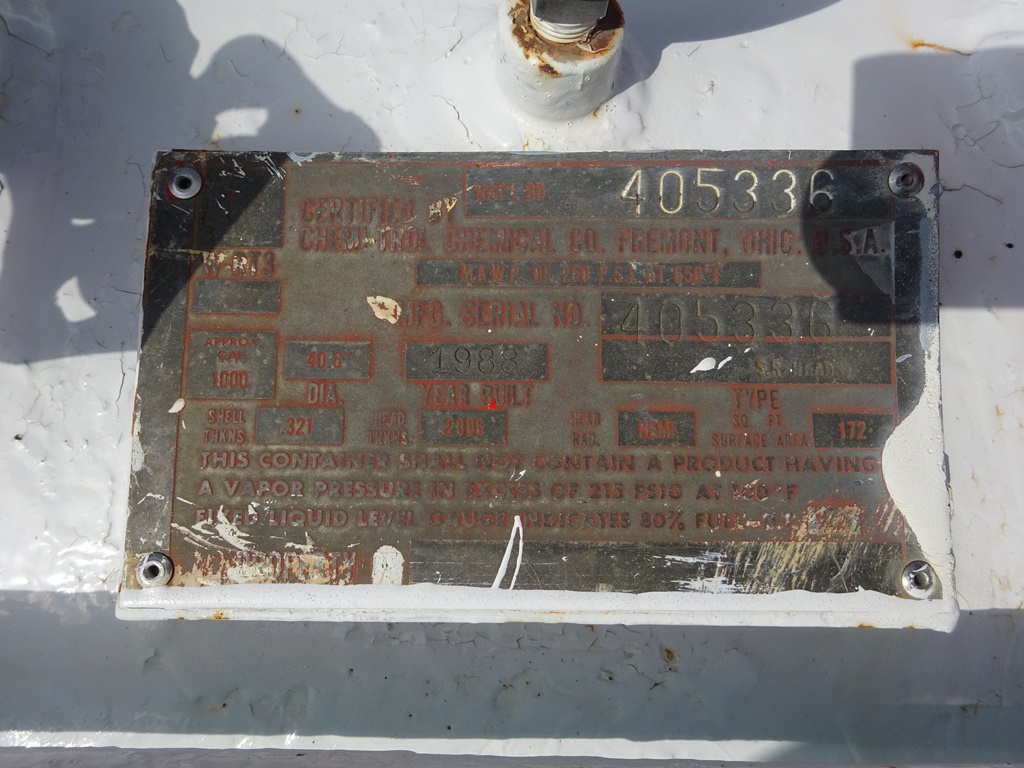 NAT'L BD. 405336
CERTIFIED BY
CHEMI-TROL CHEMICAL CO. FREMONT, OHIO. U.S.A.
W-RT3
M.A.W.P. OF 250 P.S.I. AT 650°F
MFG. SERIAL NO. 405336
APPROX
GAL.
1000
40.8"
DIA.
1988
YEAR BUILT
TYPE
SHELL THKNS. .321
HEAD THKNS.
HEAD RAD. HEMI
SQ. FT. SURFACE AREA 172
THIS CONTAINER SHALL NOT CONTAIN A PRODUCT HAVING
A VAPOR PRESSURE IN EXCESS OF 215 PSIG AT 100°F
FIXED LIQUID LEVEL GAUGE INDICATES 80% FULL